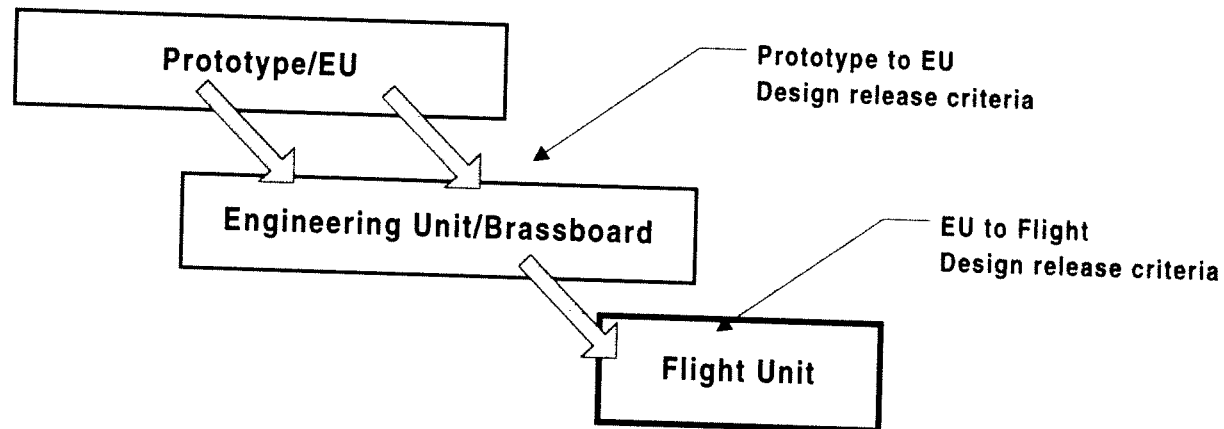 Prototype/EU
Prototype to EU
Design release criteria
Engineering Unit/Brassboard
EU to Flight
Design release criteria
Flight Unit